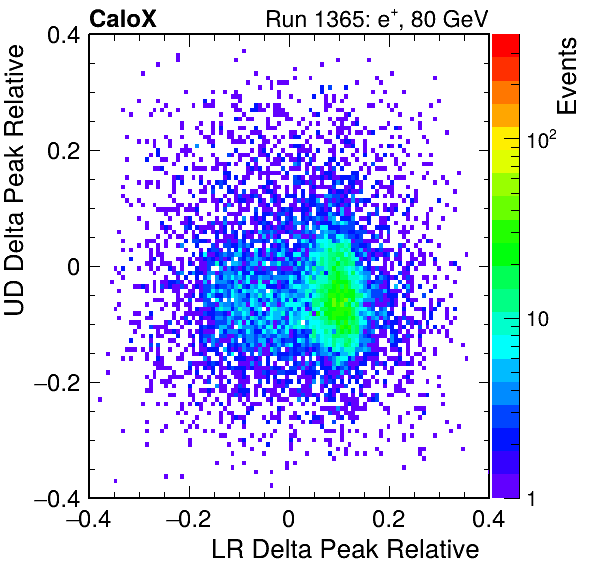 CaloX Run 1365: e⁺, 80 GeV
UD Delta Peak Relative
Events
0.4
0.2
0
−0.2
−0.4
10²
10
1
−0.4 −0.2 0 0.2 0.4
LR Delta Peak Relative